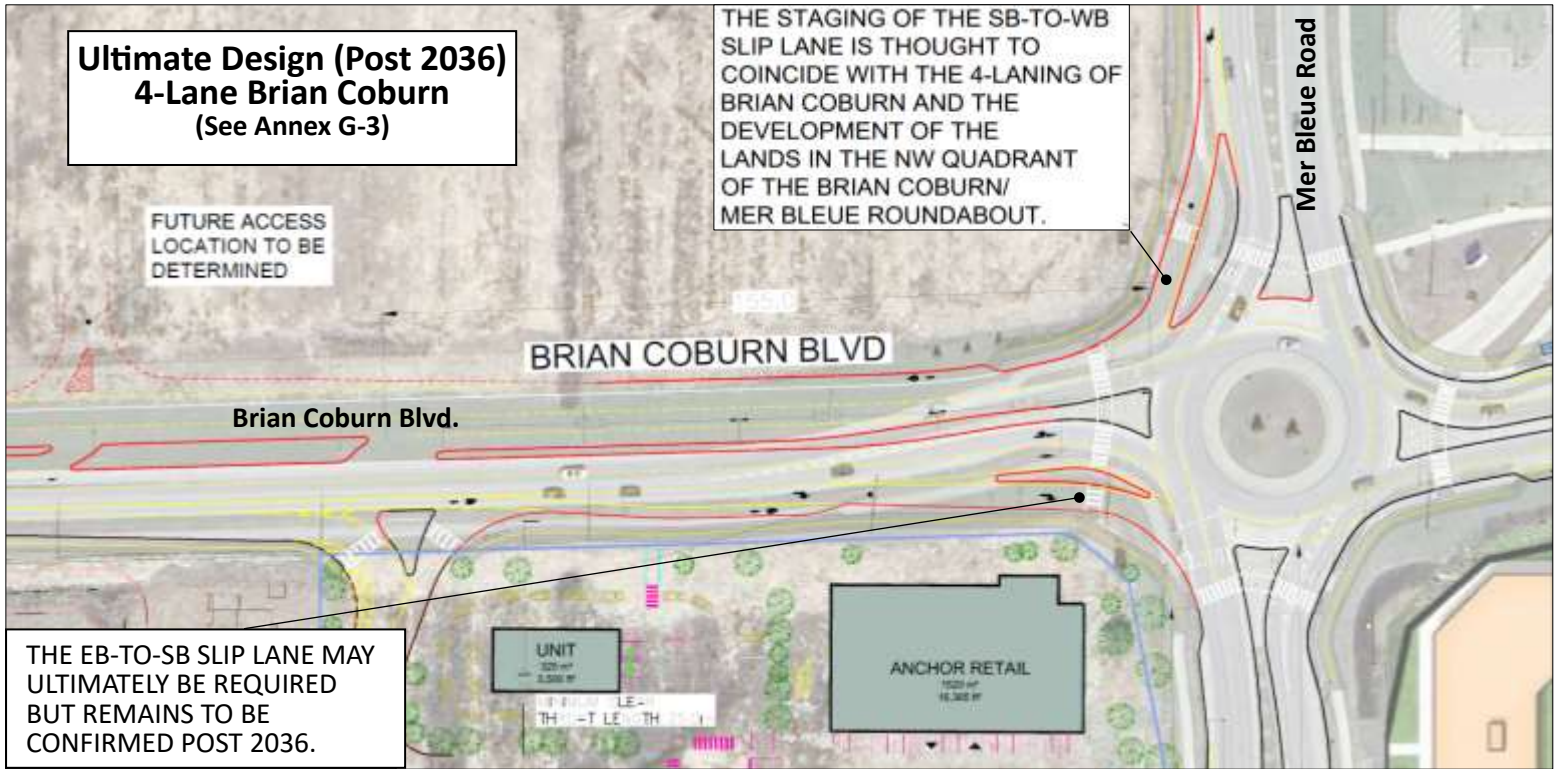 Ultimate Design (Post 2036)
4-Lane Brian Coburn
(See Annex G-3)
THE STAGING OF THE SB-TO-WB
SLIP LANE IS THOUGHT TO
COINCIDE WITH THE 4-LANING OF
BRIAN COBURN AND THE
DEVELOPMENT OF THE
LANDS IN THE NW QUADRANT
OF THE BRIAN COBURN/
MER BLEUE ROUNDABOUT.
Mer Bleue Road
FUTURE ACCESS
LOCATION TO BE
DETERMINED
155.0
BRIAN COBURN BLVD
Brian Coburn Blvd.
THE EB-TO-SB SLIP LANE MAY
ULTIMATELY BE REQUIRED
BUT REMAINS TO BE
CONFIRMED POST 2036.
UNIT
ANCHOR RETAIL